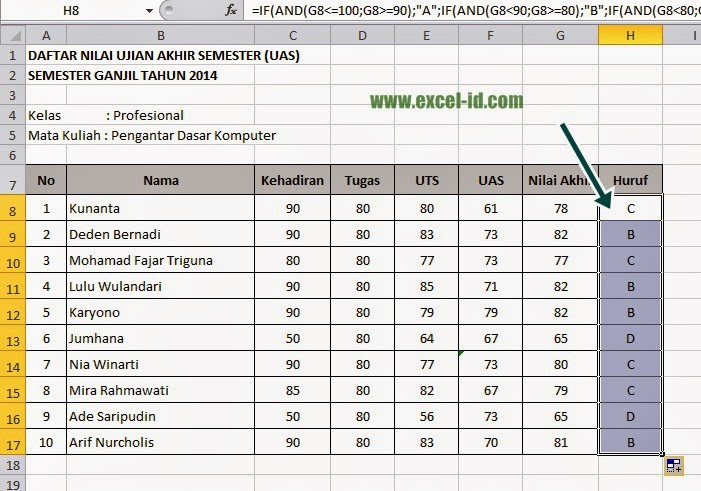 H8 fx =IF(AND(G8<=100;G8>=90);"A";IF(AND(G8<90;G8>=80);"B";IF(AND(G8<80;
A B C D E F G H I
1 DAFTAR NILAI UJIAN AKHIR SEMESTER (UAS)
2 SEMESTER GANJIL TAHUN 2014
3 www.excel-id.com
4 Kelas : Profesional
5 Mata Kuliah : Pengantar Dasar Komputer
6
7 No Nama Kehadiran Tugas UTS UAS Nilai Akhi Huruf
8 1 Kunanta 90 80 80 61 78 C
9 2 Deden Bernadi 90 80 83 73 82 B
10 3 Mohamad Fajar Triguna 80 80 77 73 77 C
11 4 Lulu Wulandari 90 80 85 71 82 B
12 5 Karyono 90 80 79 79 82 B
13 6 Jumhana 50 80 64 67 65 D
14 7 Nia Winarti 90 80 77 73 80 C
15 8 Mira Rahmawati 85 80 82 67 79 C
16 9 Ade Saripudin 50 80 56 73 65 D
17 10 Arif Nurcholis 90 80 83 70 81 B
18
19